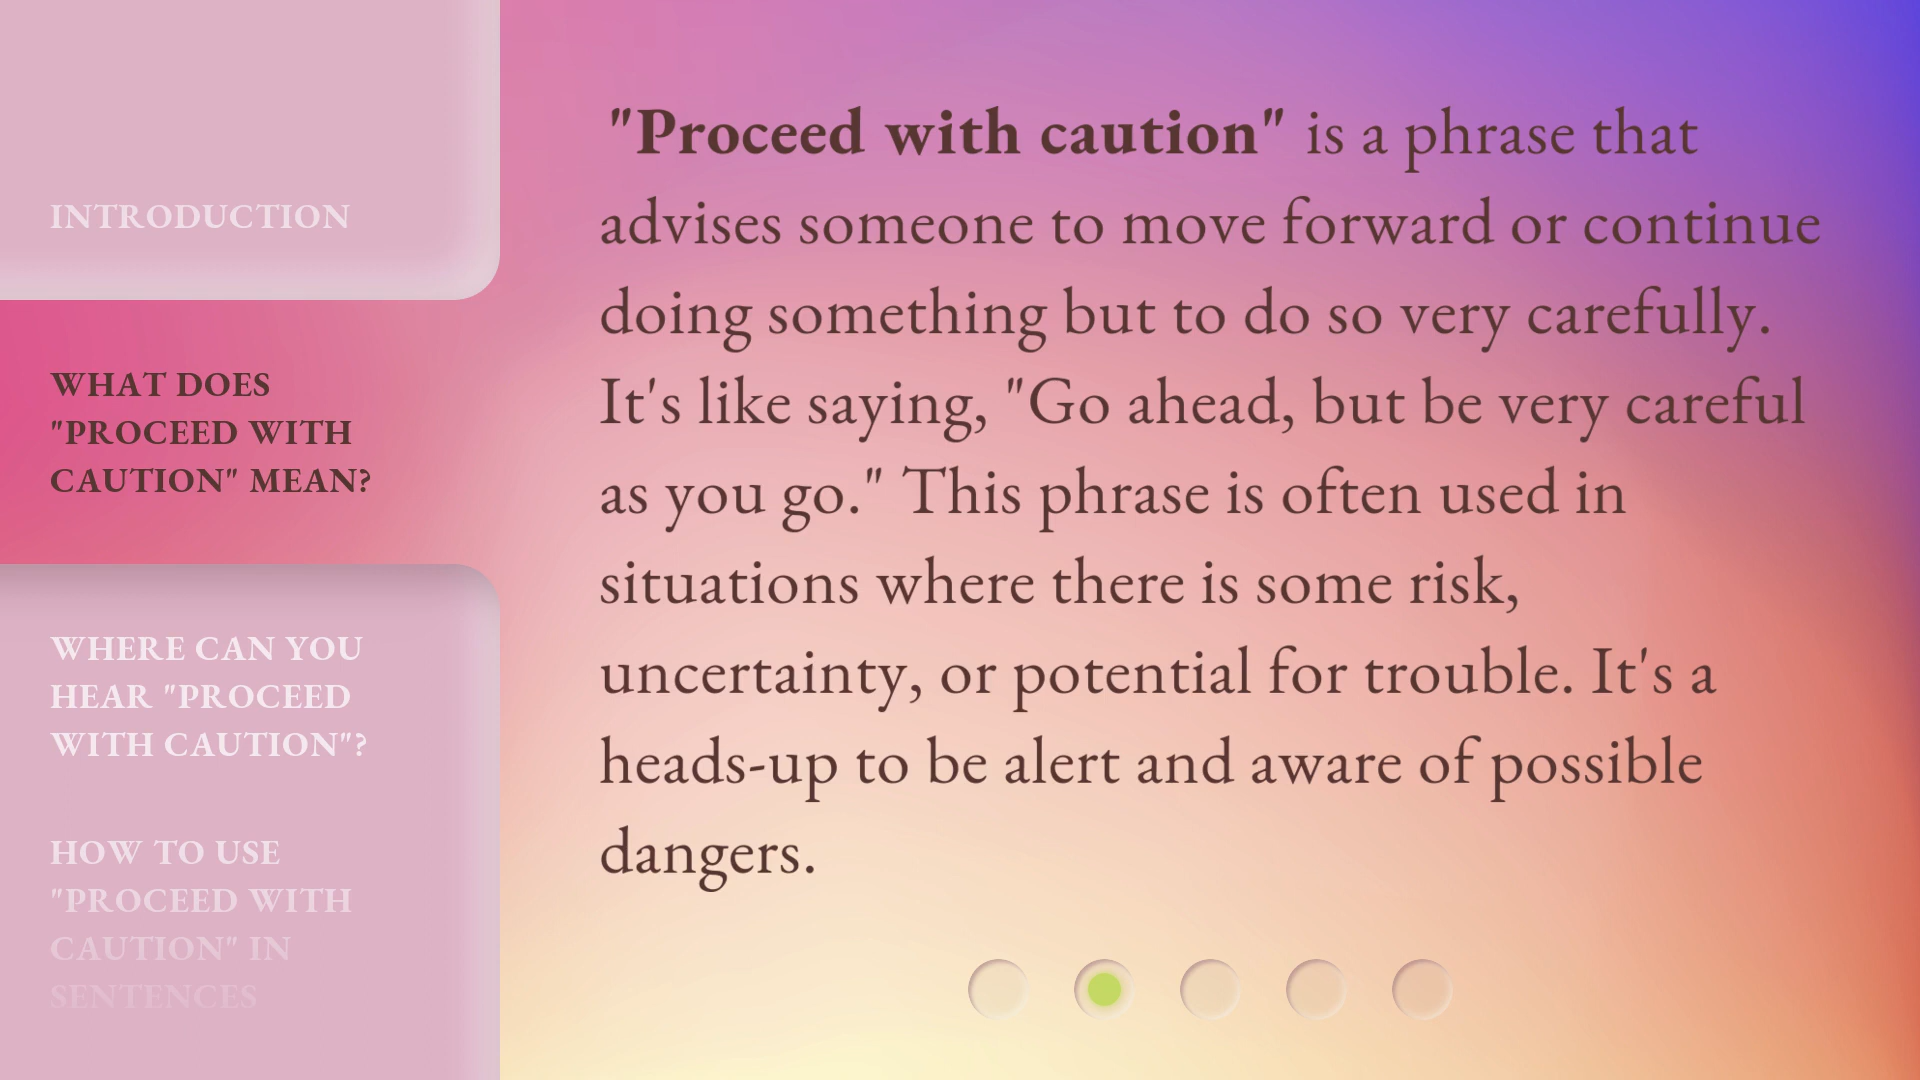 INTRODUCTION
WHAT DOES
"PROCEED WITH
CAUTION" MEAN?
WHERE CAN YOU
HEAR "PROCEED
WITH CAUTION"?
HOW TO USE
"PROCEED WITH
CAUTION" IN
SENTENCES
"Proceed with caution" is a phrase that
advises someone to move forward or continue
doing something but to do so very carefully.
It's like saying, "Go ahead, but be very careful
as you go." This phrase is often used in
situations where there is some risk,
uncertainty, or potential for trouble. It's a
heads-up to be alert and aware of possible
dangers.